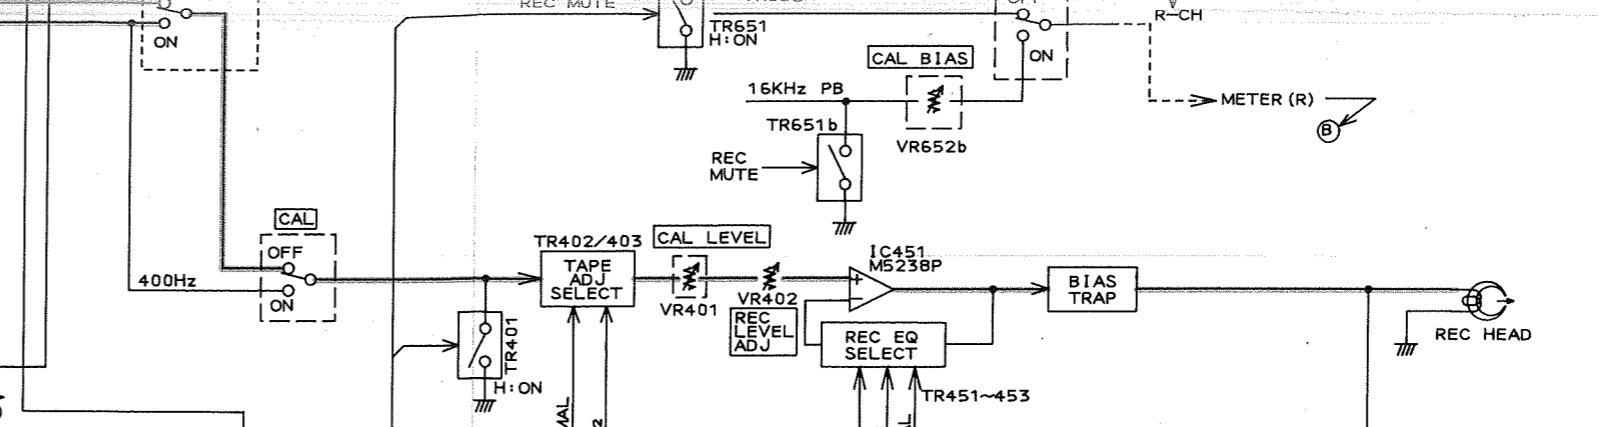 REC MUTE
R-CH
TR651
H:ON
ON
ON
CAL BIAS
16KHz PB
METER (R)
B
TR651b
VR652b
REC
MUTE
CAL
TR402/403
CAL LEVEL
OFF
IC451
M5238P
TAPE
ADJ
SELECT
400Hz
BIAS
TRAP
ON
VR401
VR402
REC
LEVEL
ADJ
REC EQ
SELECT
REC HEAD
TR401
H:ON
TR451~453